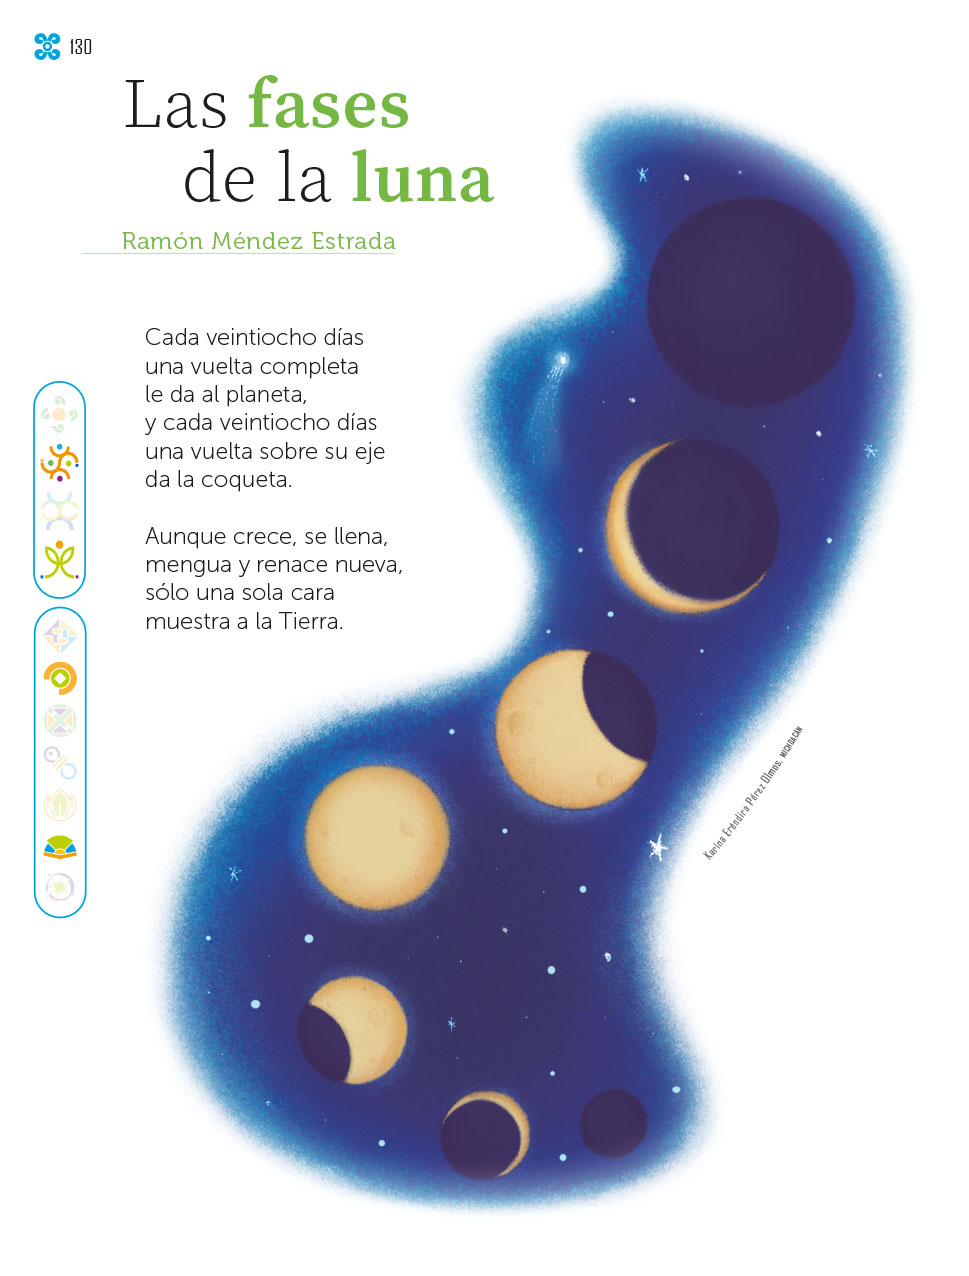 130
Las fases
de la luna
Ramón Méndez Estrada
Cada veintiocho días
una vuelta completa
le da al planeta,
y cada veintiocho días
una vuelta sobre su eje
da la coqueta.
Aunque crece, se llena,
mengua y renace nueva,
sólo una sola cara
muestra a la Tierra.
Karina Eréndira Pérez Olmos, MICHOACÁN